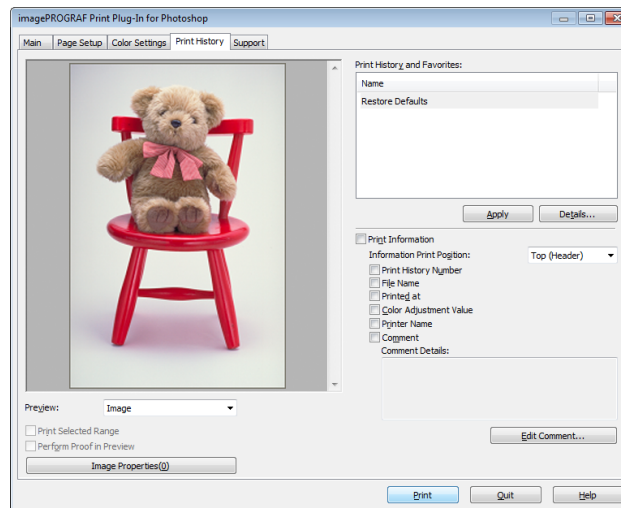 imagePROGRAF Print Plug-In for Photoshop
Main Page Setup Color Settings Print History Support
Print History and Favorites:
Name
Restore Defaults
Apply Details...
Print Information
Information Print Position: Top (Header)
Print History Number
File Name
Printed at
Color Adjustment Value
Printer Name
Comment
Comment Details:
Edit Comment...
Preview: Image
Print Selected Range
Perform Proof in Preview
Image Properties(0)
Print Quit Help